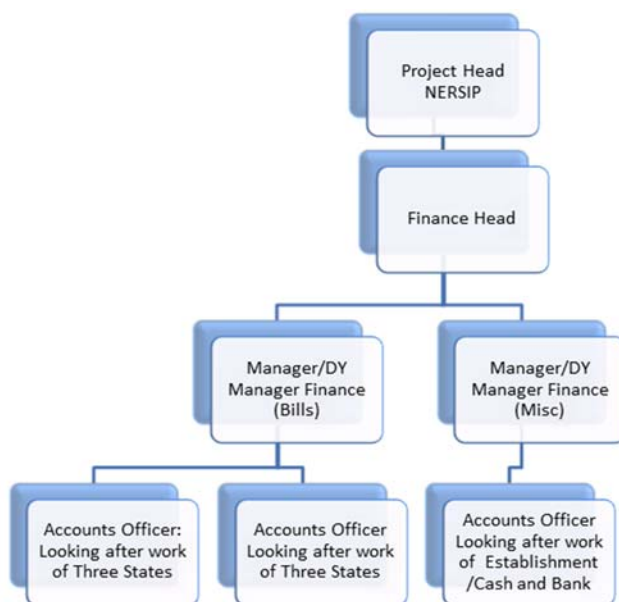 Project Head
NERSIP
Finance Head
Manager/DY
Manager Finance
(Bills)
Manager/DY
Manager Finance
(Misc)
Accounts Officer:
Looking after work
of Three States
Accounts Officer
Looking after work
of Three States
Accounts Officer
Looking after work
of Establishment
/Cash and Bank